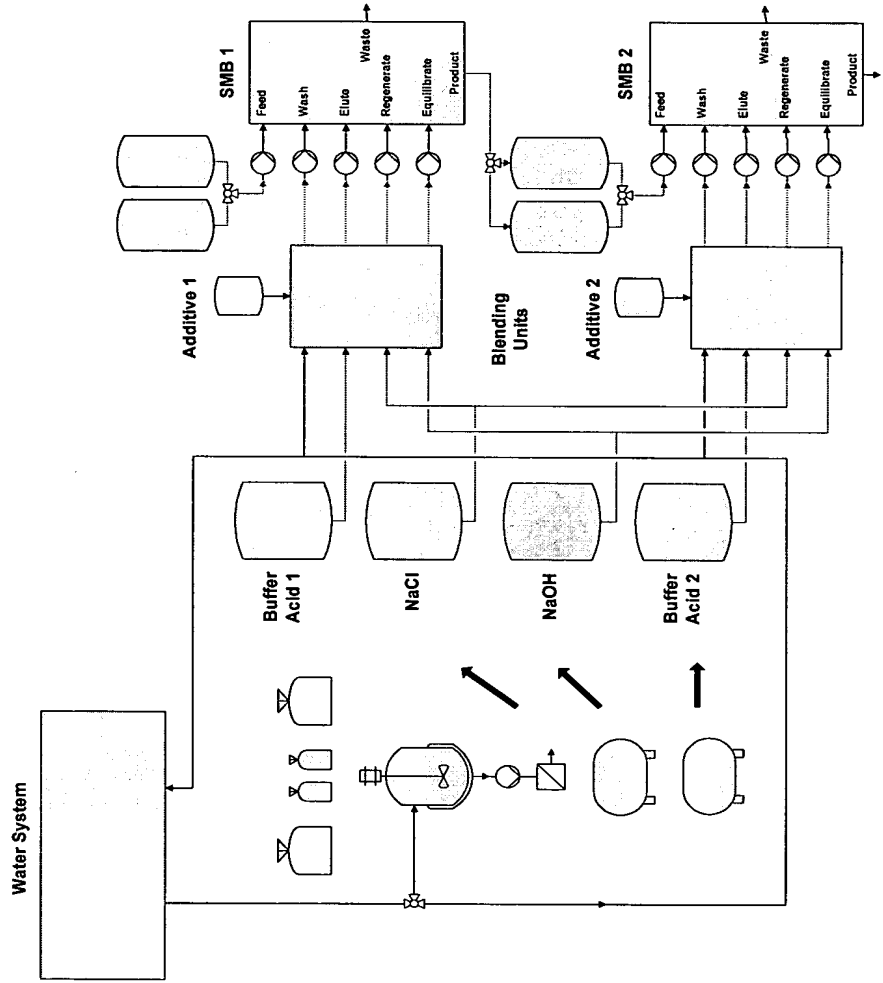 Water System
SMB 1
Feed
Wash
Elute
Regenerate
Equilibrate
Product
Waste
Additive 1
Buffer
Acid 1
NaCl
NaOH
Buffer
Acid 2
Blending
Units
Additive 2
SMB 2
Feed
Wash
Elute
Regenerate
Equilibrate
Product
Waste